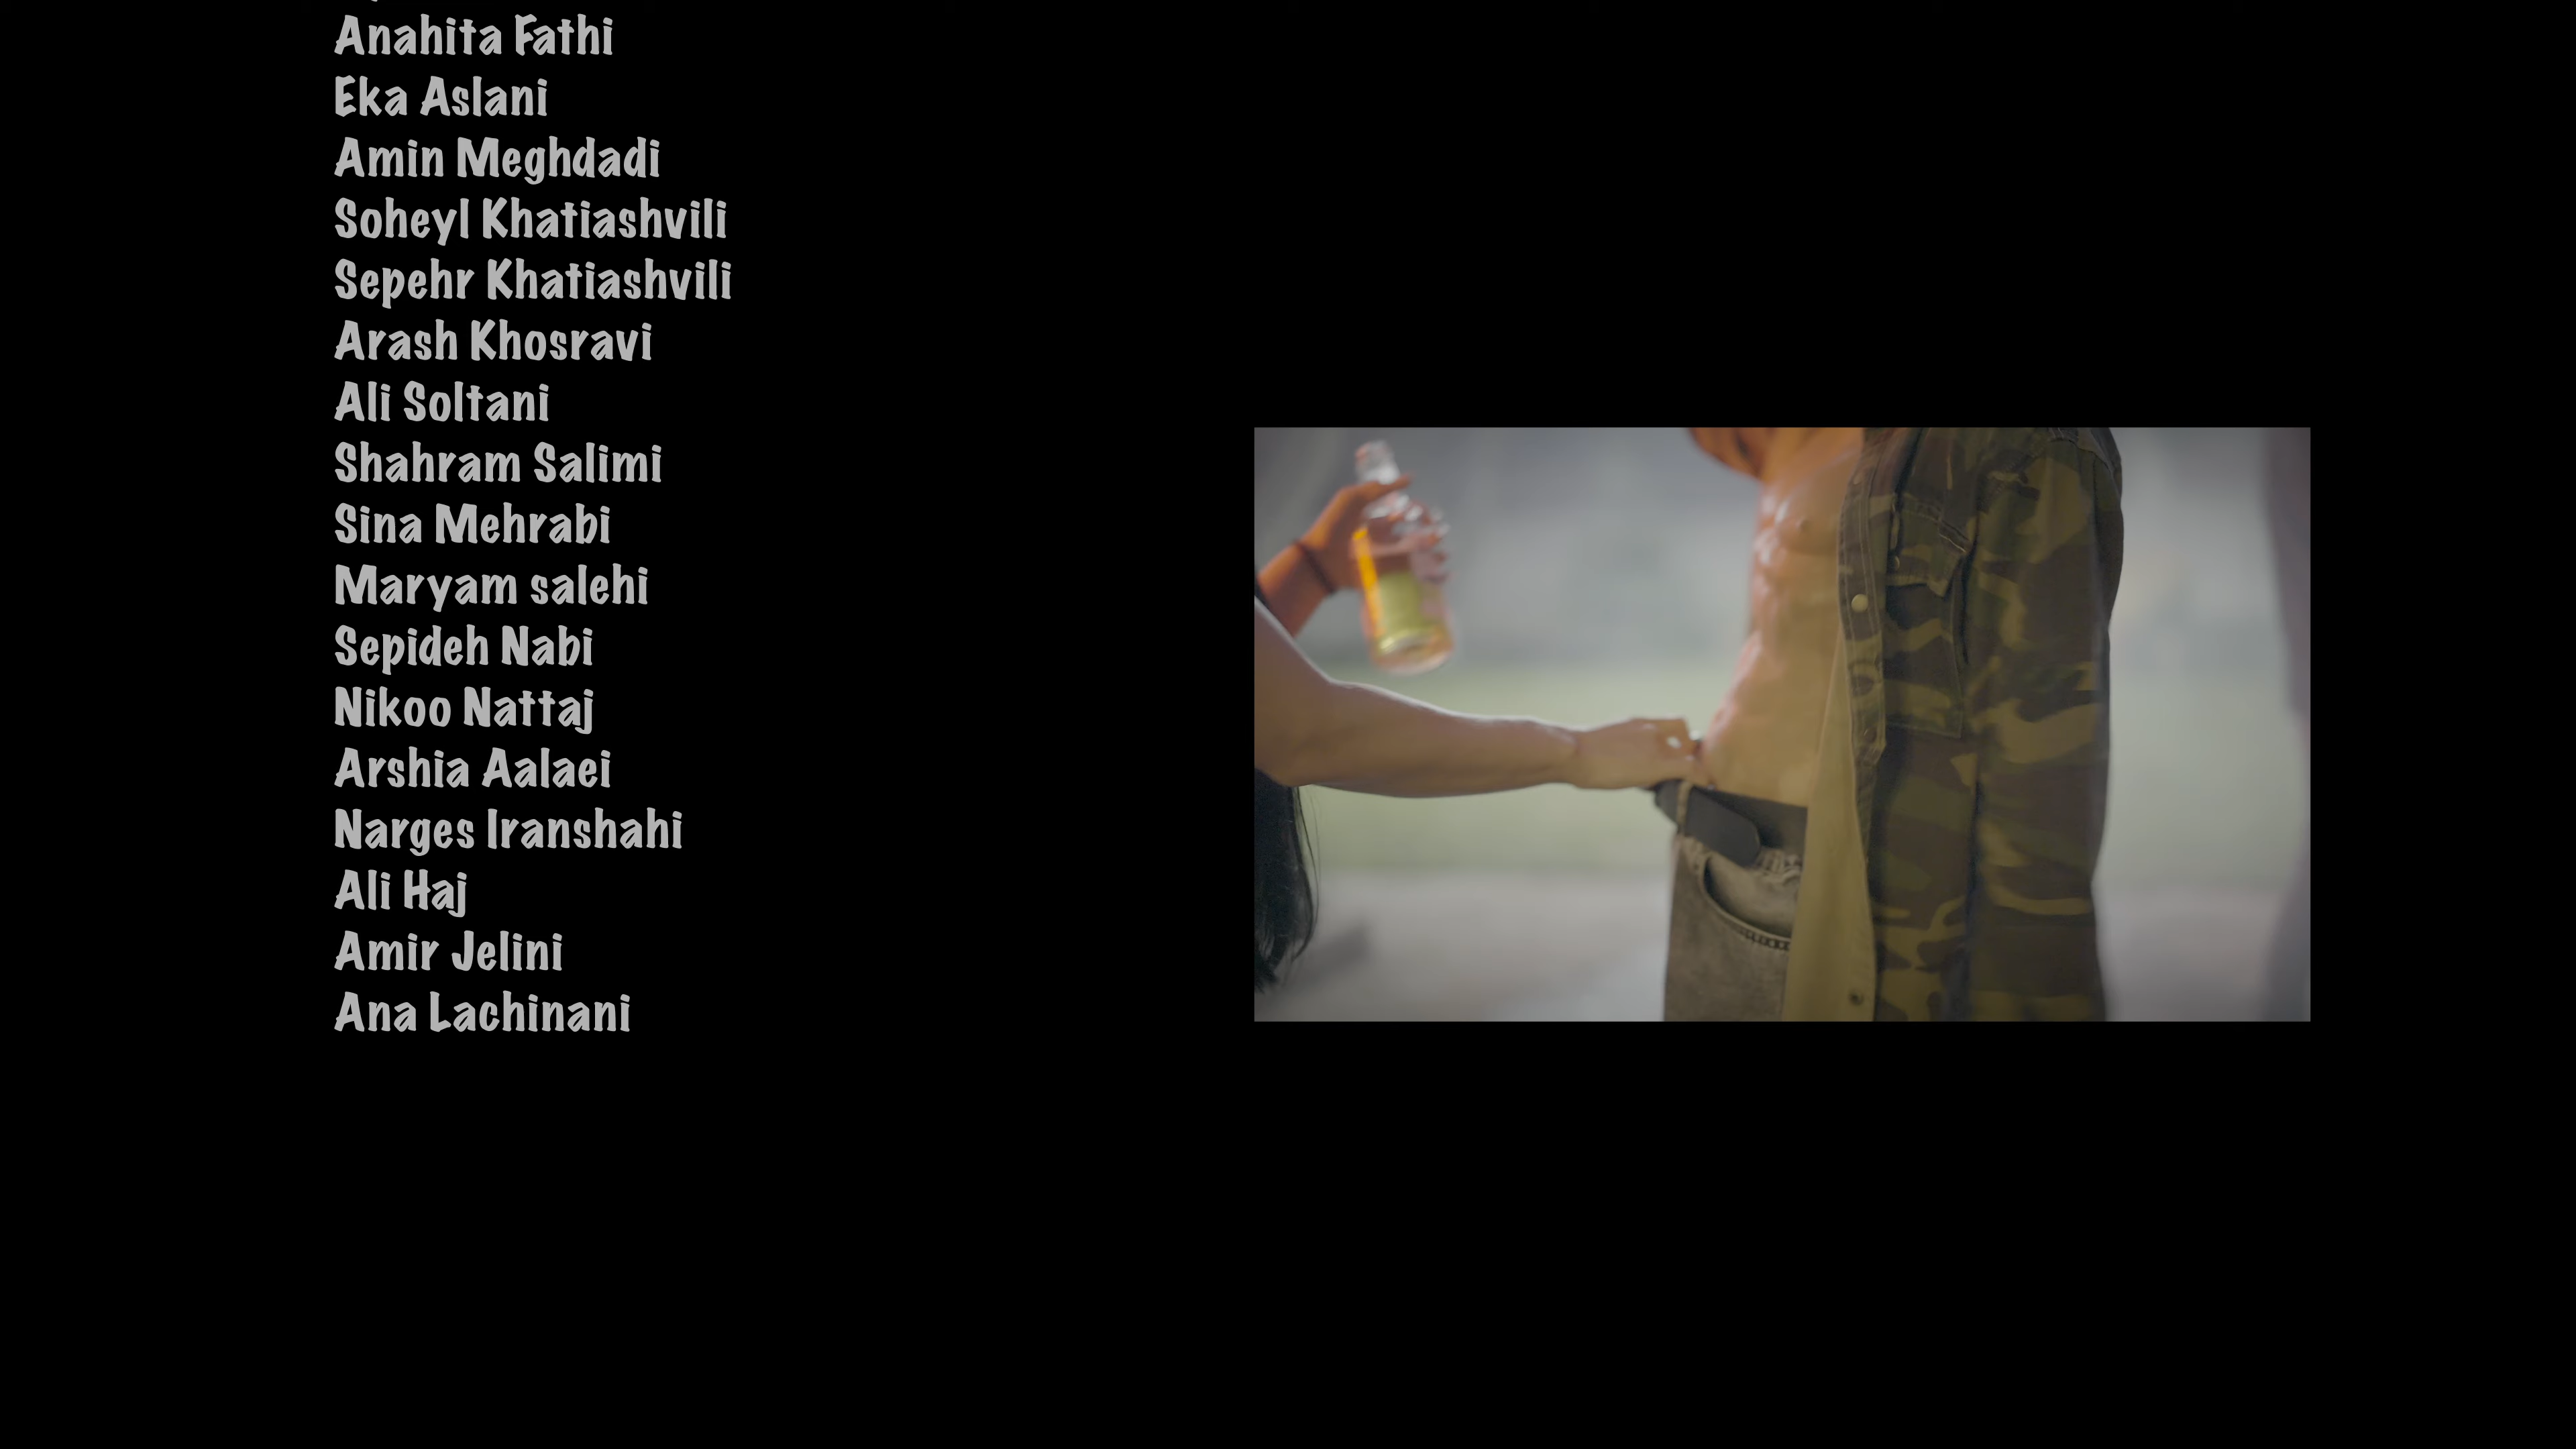 Anahita Fathi
Eka Aslani
Amin Meghdadi
Soheyl Khatiashvili
Sepehr Khatiashvili
Arash Khosravi
Ali Soltani
Shahram Salimi
Sina Mehrabi
Maryam salehi
Sepideh Nabi
Nikoo Nattaj
Arshia Aalaei
Narges Iranshahi
Ali Haj
Amir Jelini
Ana Lachinani